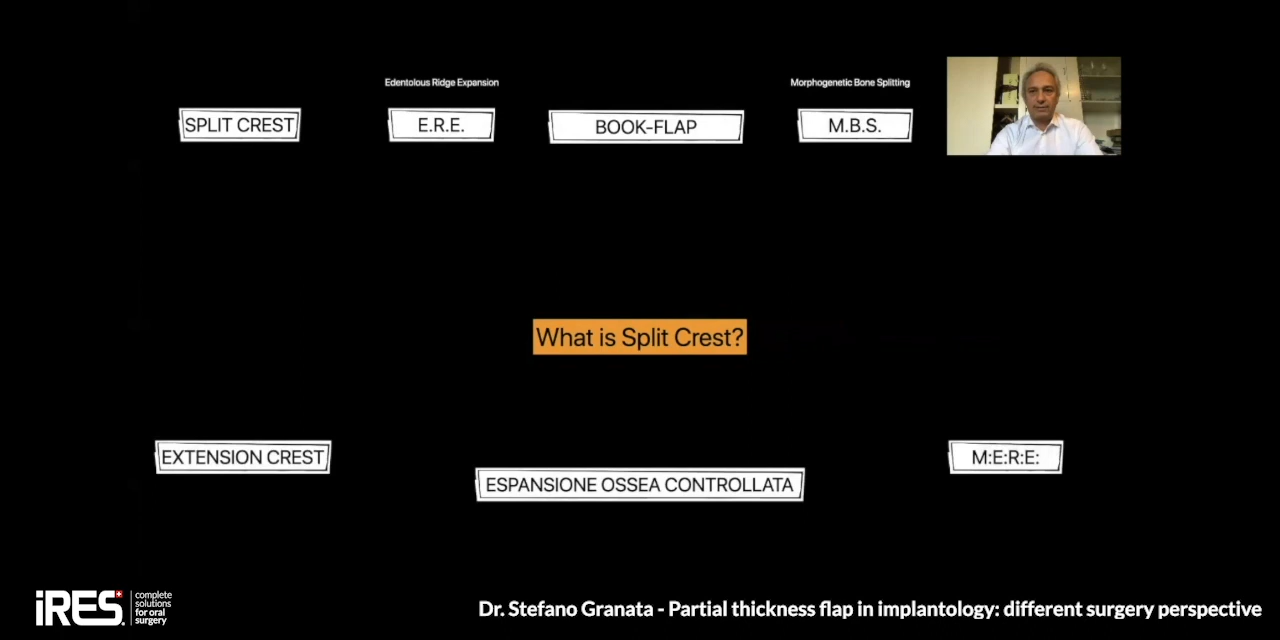 Edentolous Ridge Expansion
Morphogenetic Bone Splitting
SPLIT CREST
E.R.E.
BOOK-FLAP
M.B.S.
What is Split Crest?
EXTENSION CREST
M:E:R:E:
ESPANSIONE OSSEA CONTROLLATA
iRES.
complete
solutions
for oral
surgery
Dr. Stefano Granata - Partial thickness flap in implantology: different surgery perspective